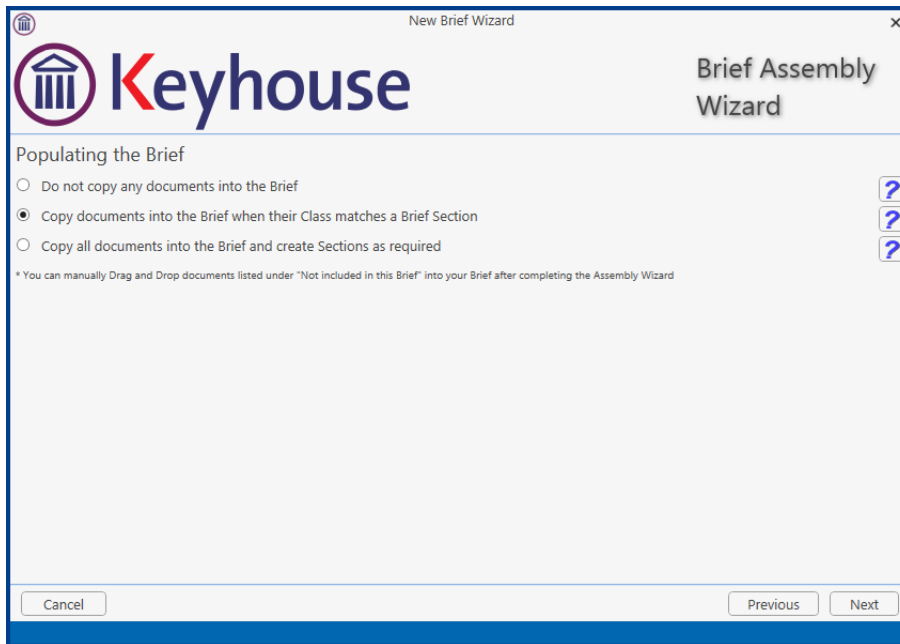 New Brief Wizard
Keyhouse
Brief Assembly
Wizard
Populating the Brief
Do not copy any documents into the Brief
?
Copy documents into the Brief when their Class matches a Brief Section
?
Copy all documents into the Brief and create Sections as required
?
* You can manually Drag and Drop documents listed under "Not included in this Brief" into your Brief after completing the Assembly Wizard
Cancel
Previous
Next